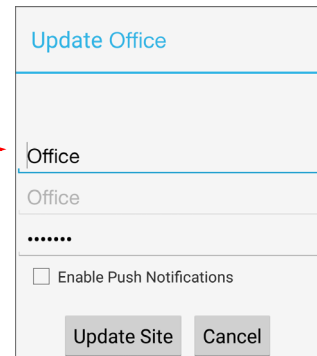 Update Office
Office
Office
•••••••
Enable Push Notifications
Update Site Cancel